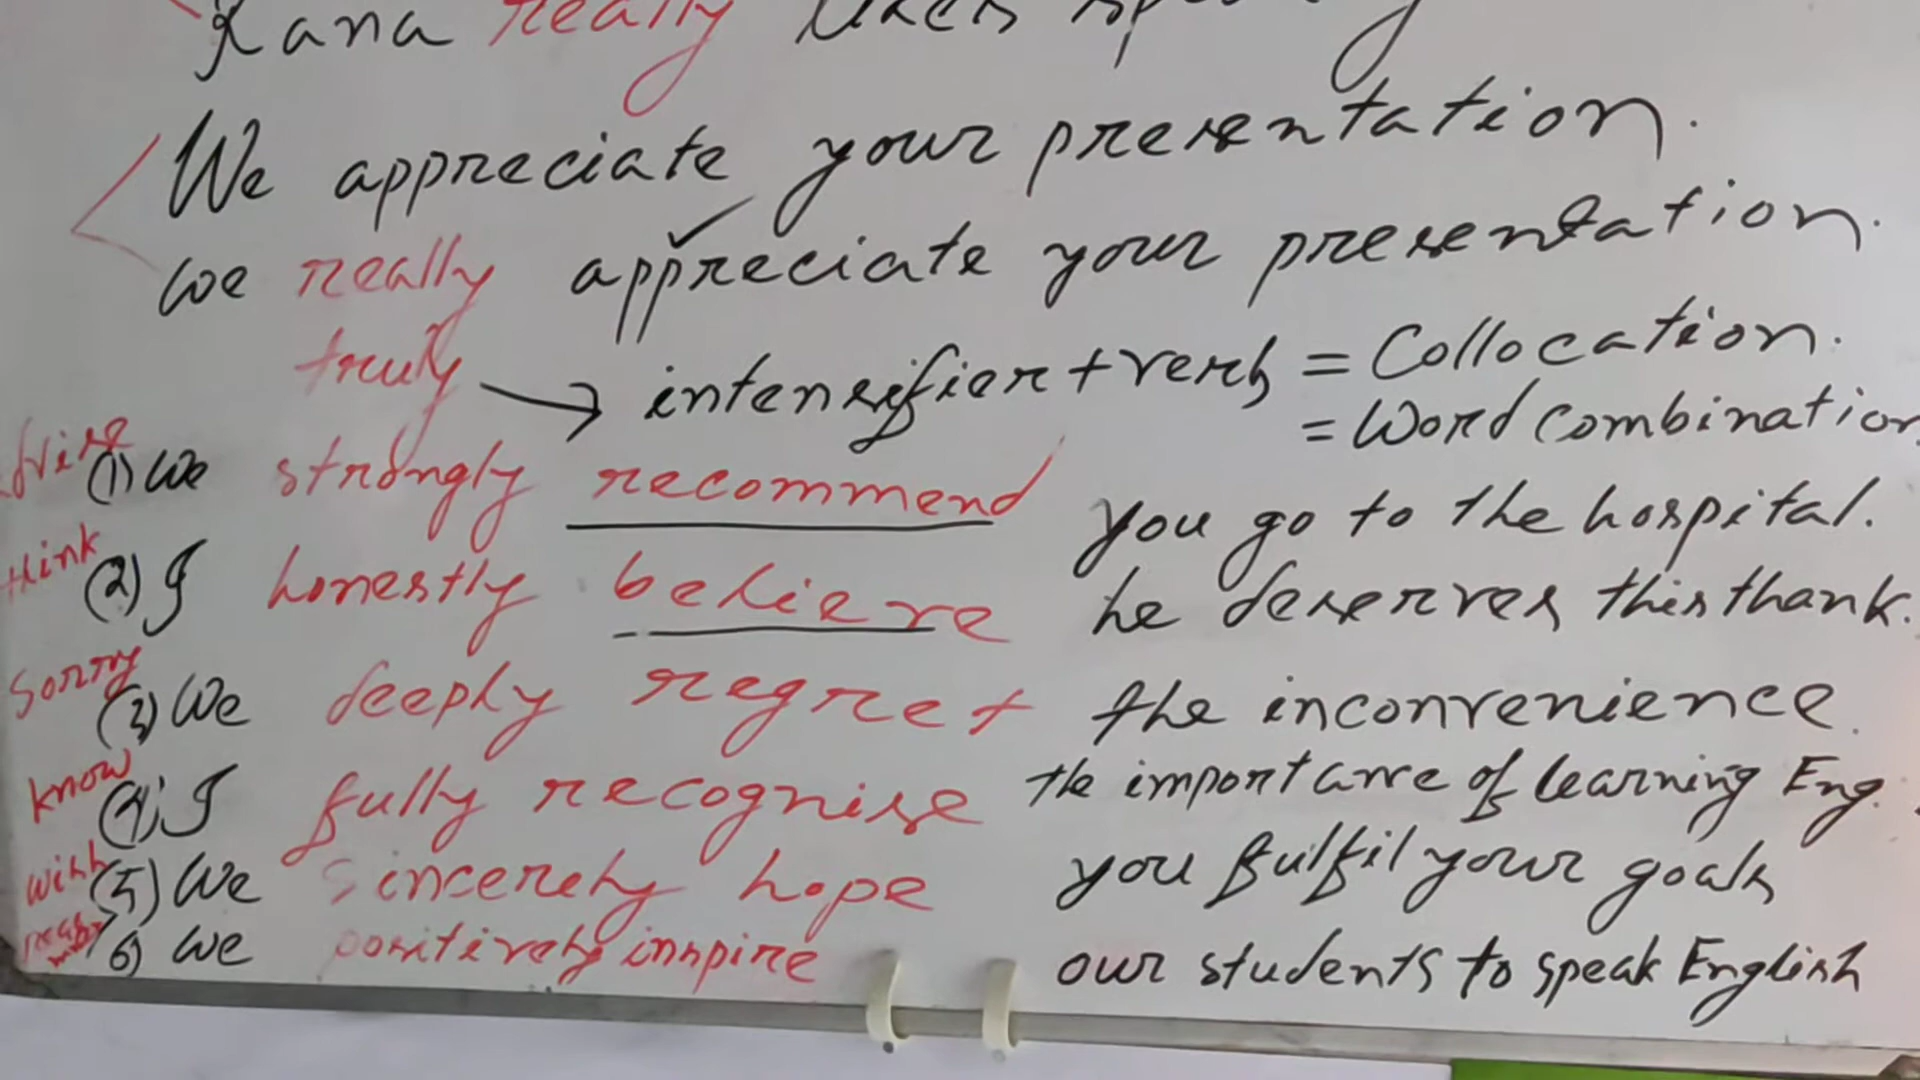 Rana really likes
We appreciate your presentation.
we really appreciate your presentation.
truly → intensifier + verb = Collocation.
= Word combination
(1) We strongly recommend you go to the hospital.
think (2) I honestly believe he deserves this thank.
Sorry (3) We deeply regret the inconvenience.
know (4) I fully recognise the importance of learning Eng.
wish (5) We sincerely hope you fulfil your goals
6) we positively inspire our students to speak English